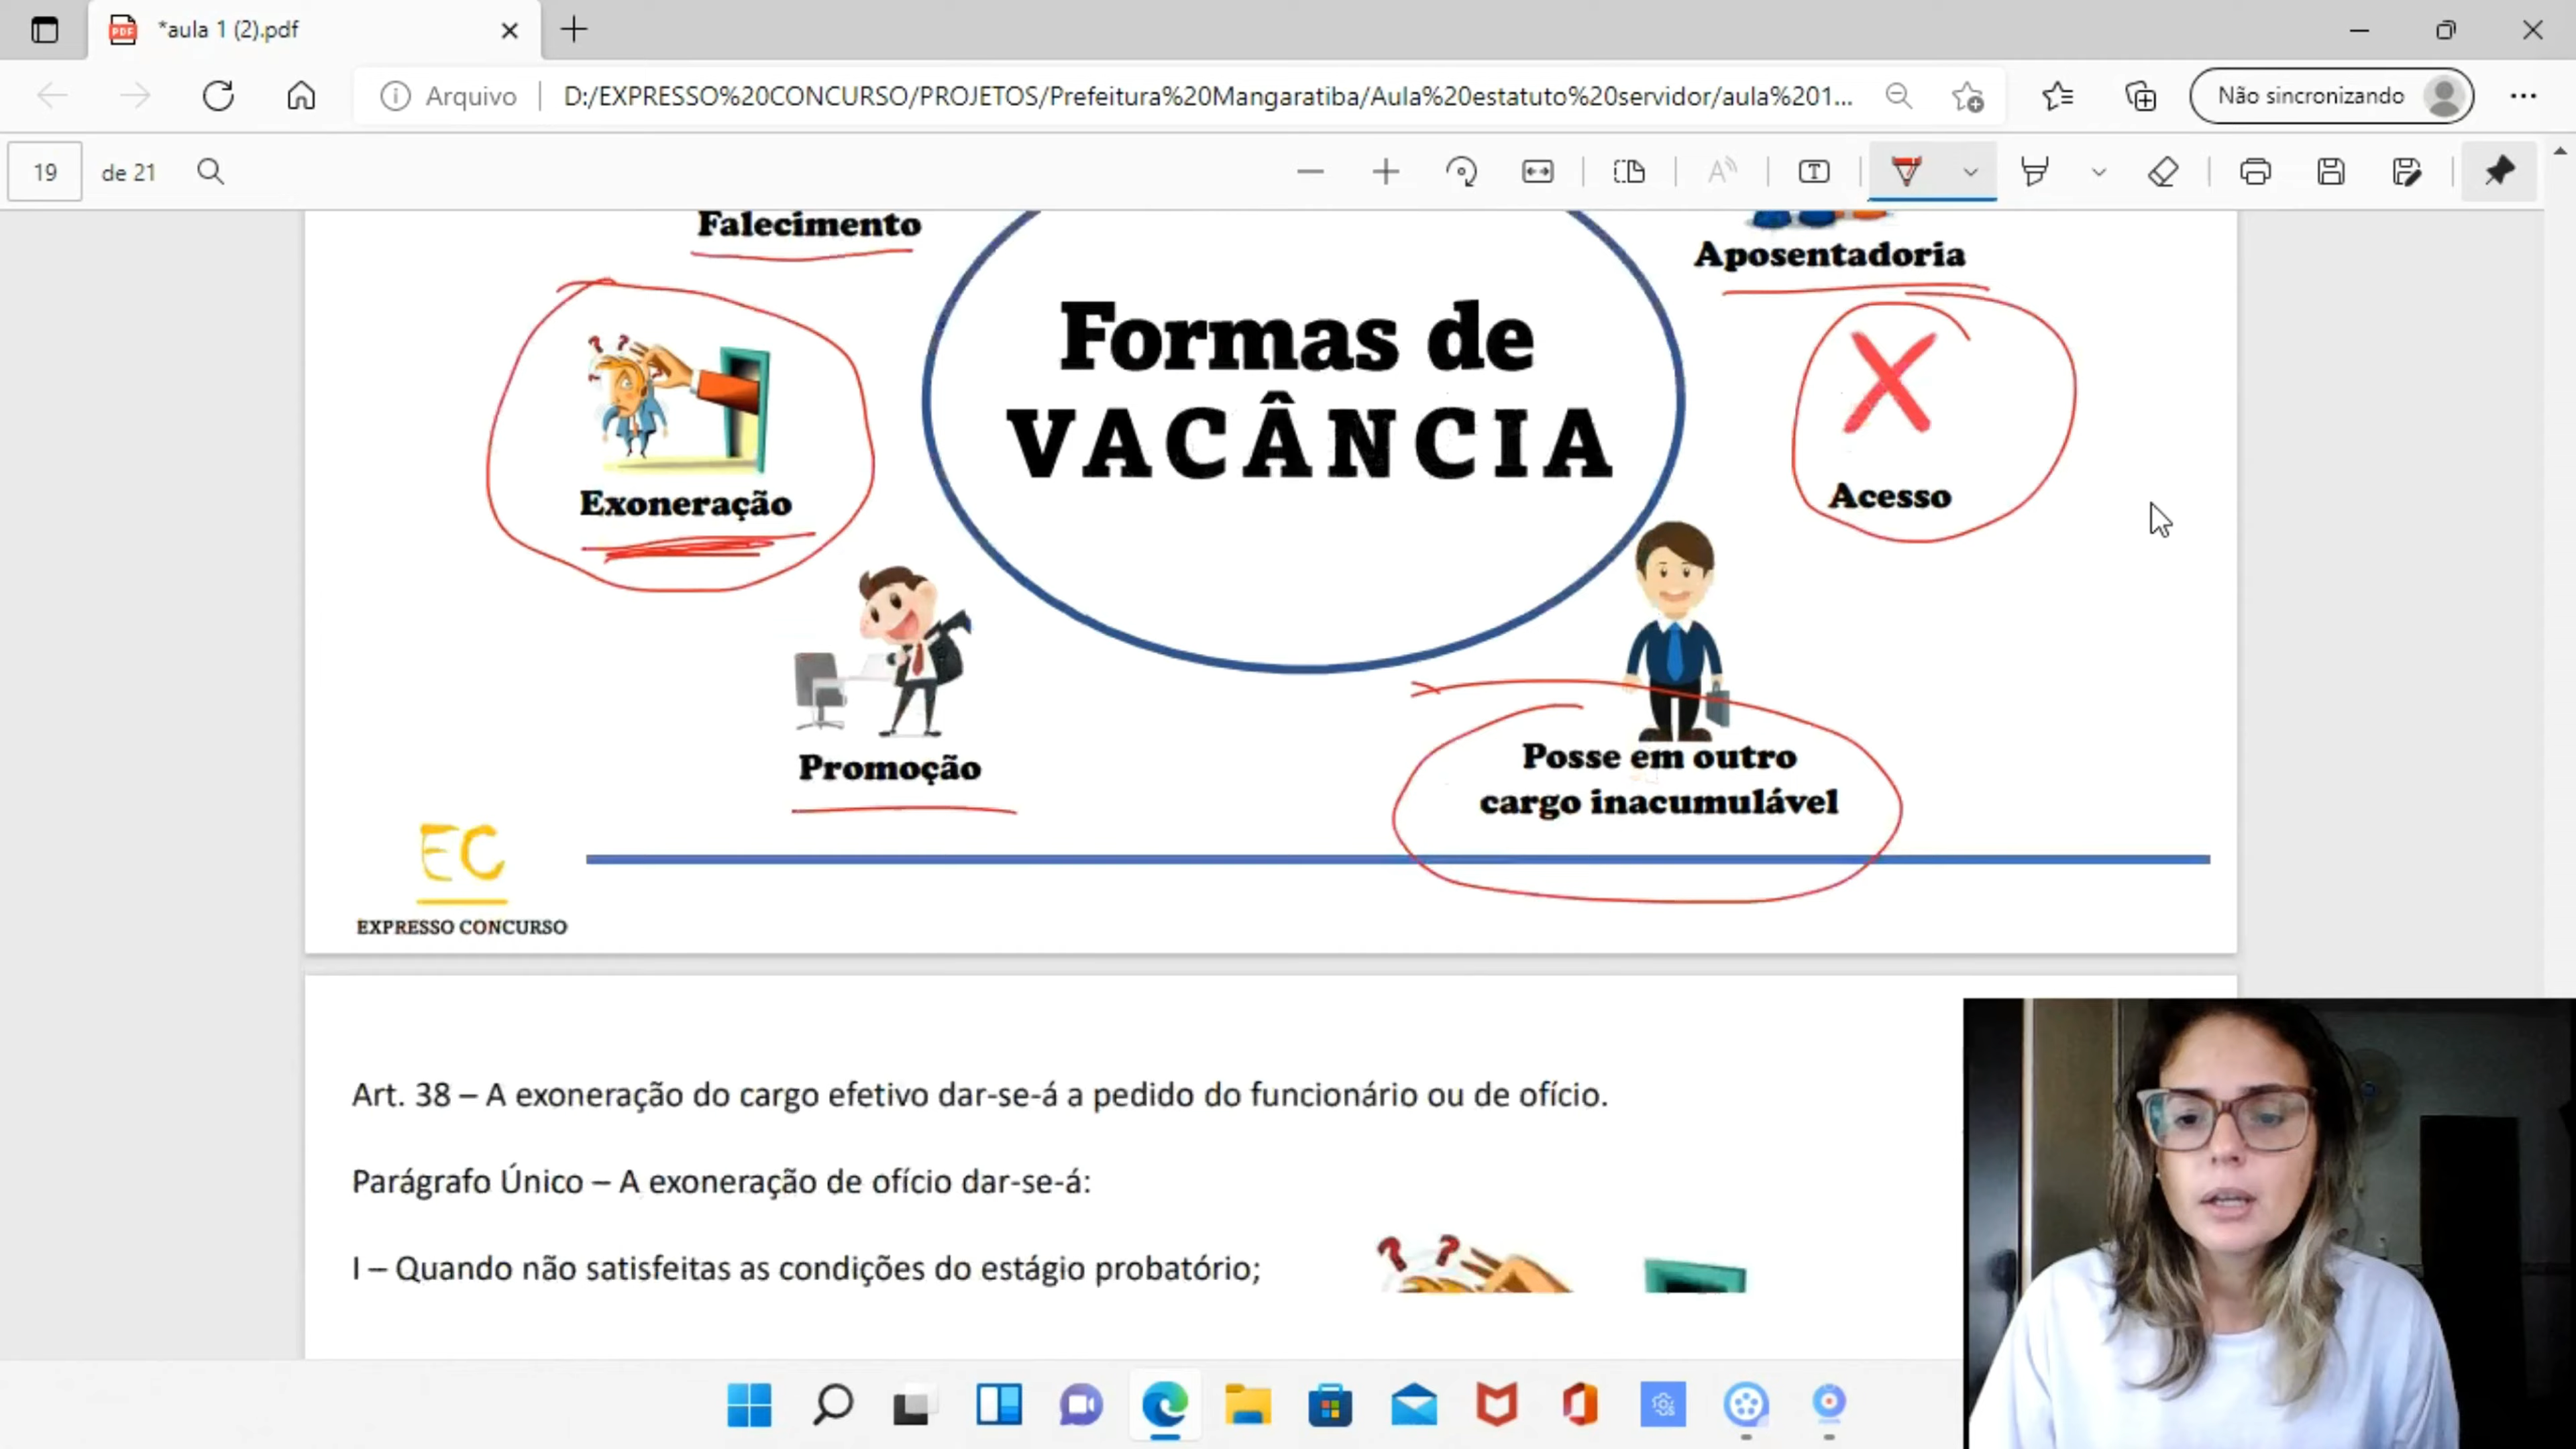 *aula 1 (2).pdf
Arquivo
D:/EXPRESSO%20CONCURSO/PROJETOS/Prefeitura%20Mangaratiba/Aula%20estatuto%20servidor/aula%201...
Não sincronizando
19 de 21
Falecimento
Aposentadoria
Formas de
VACÂNCIA
Exoneração
Acesso
Promoção
Posse em outro
cargo inacumulável
EC
EXPRESSO CONCURSO
Art. 38 – A exoneração do cargo efetivo dar-se-á a pedido do funcionário ou de ofício.
Parágrafo Único – A exoneração de ofício dar-se-á:
I – Quando não satisfeitas as condições do estágio probatório;